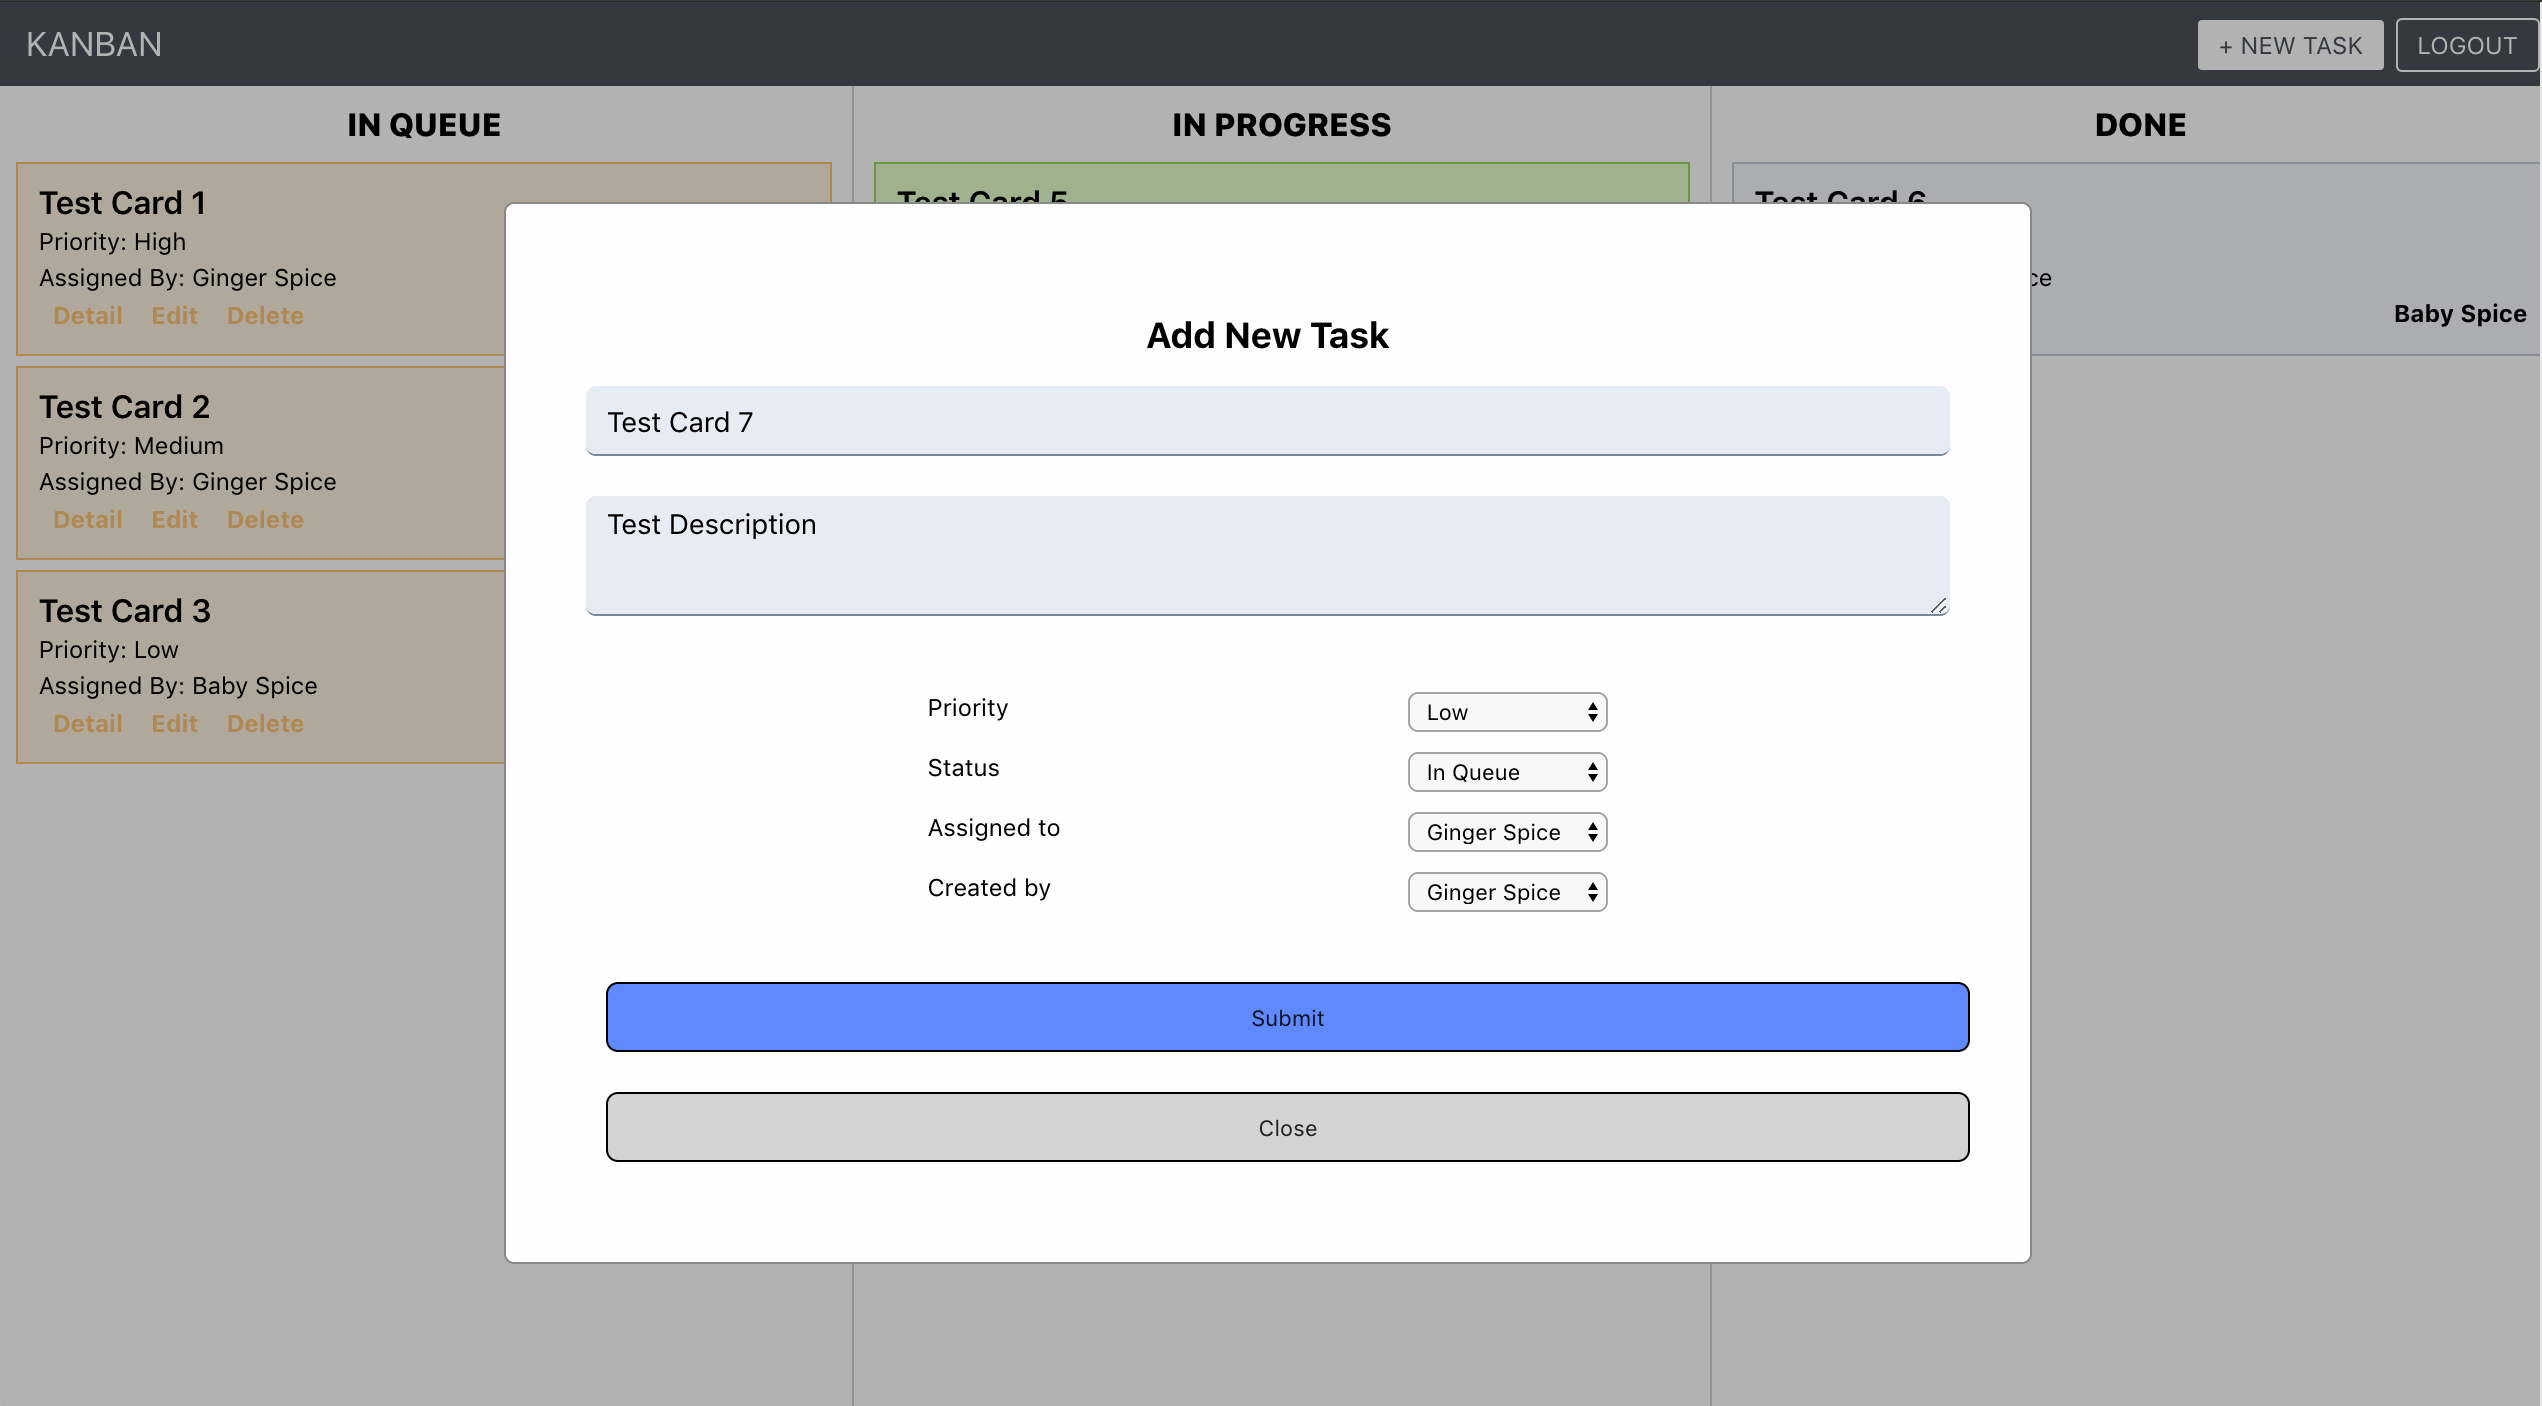 KANBAN
+ NEW TASK
LOGOUT
IN QUEUE
IN PROGRESS
DONE
Test Card 1
Priority: High
Assigned By: Ginger Spice
Detail Edit Delete
Test Card 2
Priority: Medium
Assigned By: Ginger Spice
Detail Edit Delete
Test Card 3
Priority: Low
Assigned By: Baby Spice
Detail Edit Delete
Test Card 5
Test Card 6
ce
Baby Spice
Add New Task
Test Card 7
Test Description
Priority Low
Status In Queue
Assigned to Ginger Spice
Created by Ginger Spice
Submit
Close